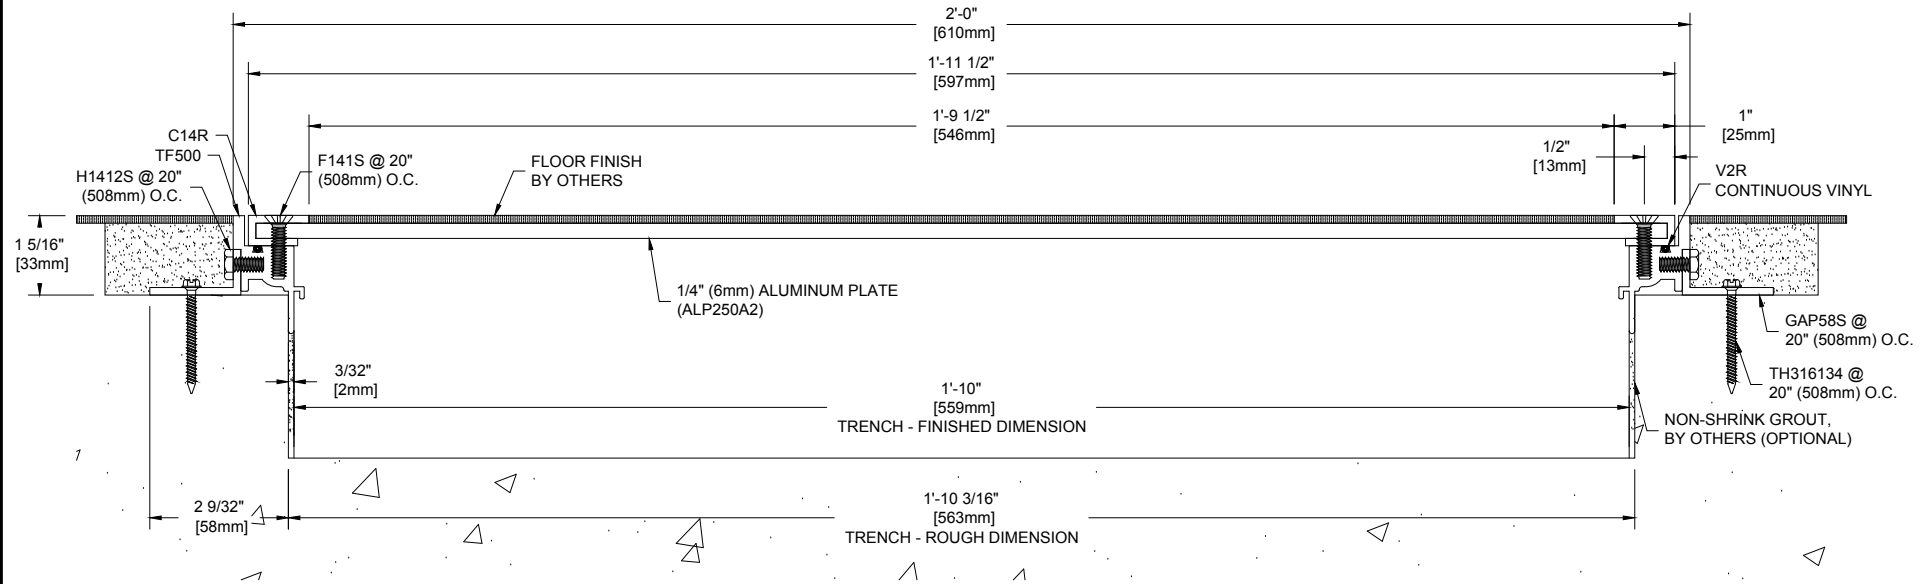 2'-0"
[610mm]
1'-11 1/2"
[597mm]
1'-9 1/2"
[546mm]
1"
[25mm]
1/2"
[13mm]
C14R
TF500
H1412S @ 20"
(508mm) O.C.
F141S @ 20"
(508mm) O.C.
FLOOR FINISH
BY OTHERS
V2R
CONTINUOUS VINYL
1 5/16"
[33mm]
1/4" (6mm) ALUMINUM PLATE
(ALP250A2)
GAP58S @
20" (508mm) O.C.
TH316134 @
20" (508mm) O.C.
3/32"
[2mm]
1'-10"
[559mm]
TRENCH - FINISHED DIMENSION
NON-SHRINK GROUT,
BY OTHERS (OPTIONAL)
2 9/32"
[58mm]
1'-10 3/16"
[563mm]
TRENCH - ROUGH DIMENSION